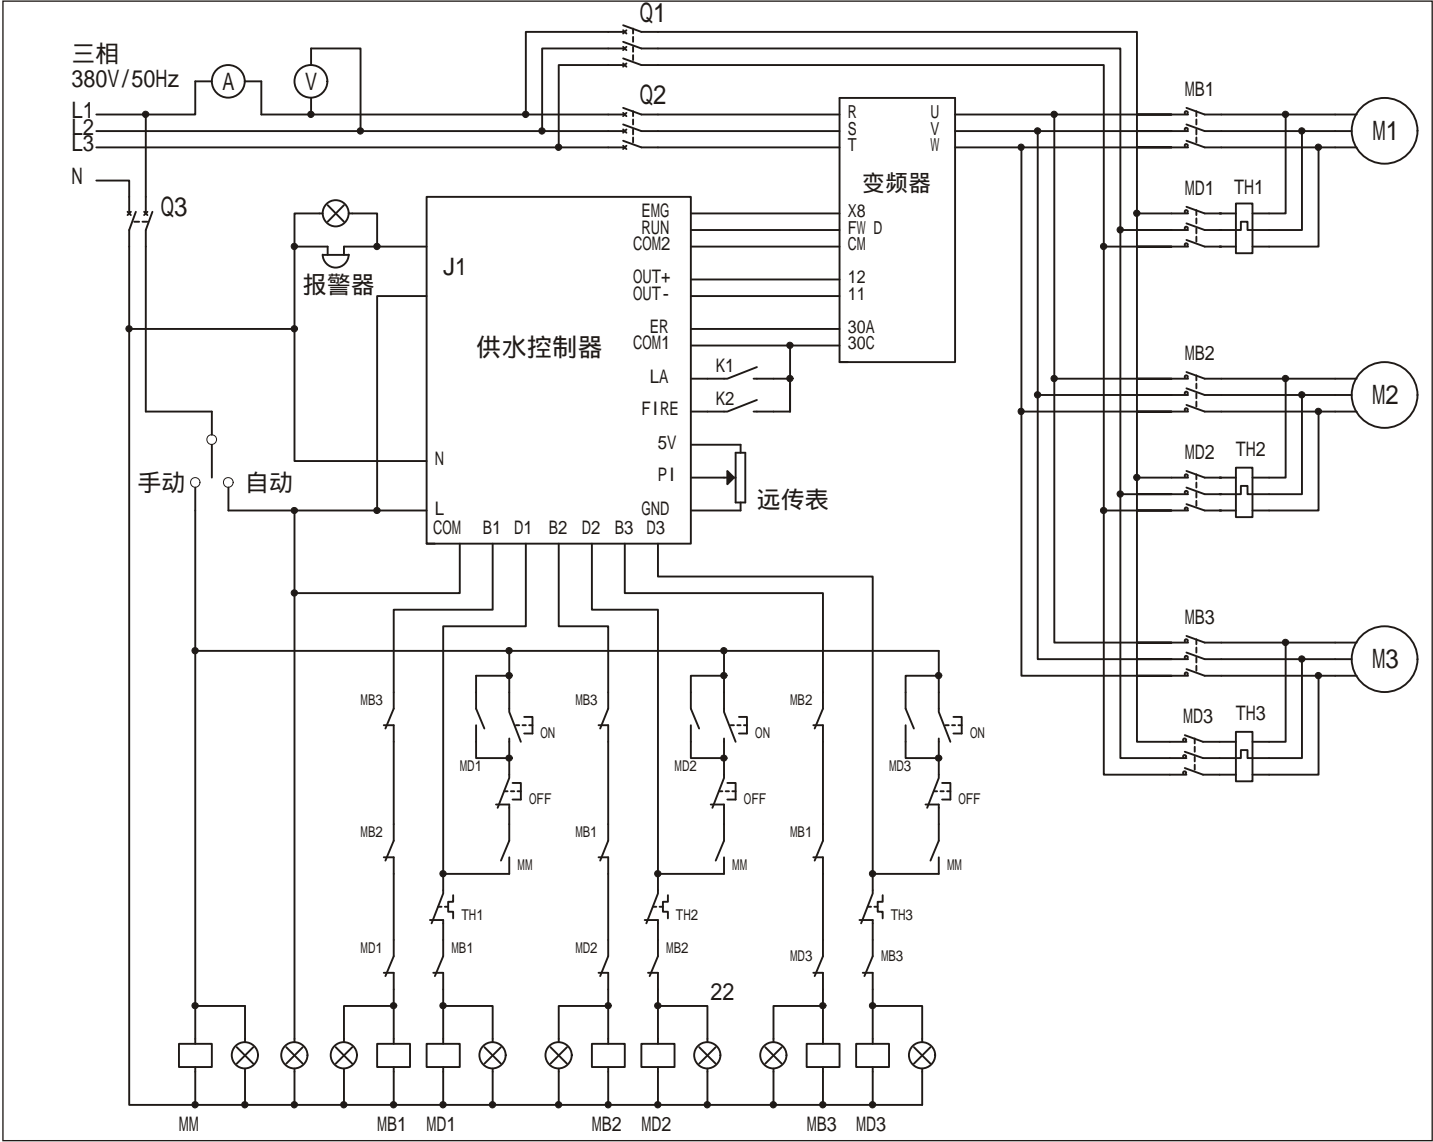 Q1
三相
380V/50Hz
A
V
MB1
L1
L2
L3
Q2
R
S
T
U
V
W
M1
N
Q3
变频器
MD1
TH1
EMG
RUN
COM2
X8
FW D
CM
J1
报警器
OUT+
OUT-
12
11
供水控制器
ER
COM1
30A
30C
MB2
K1
LA
M2
K2
FIRE
5V
N
PI
MD2
TH2
手动
自动
远传表
L
GND
COM
B1
D1
B2
D2
B3
D3
MB3
M3
MB3
MB3
MB2
MD3
TH3
ON
ON
ON
MD1
MD2
MD3
OFF
OFF
OFF
MB2
MB1
MB1
MM
MM
MM
TH1
TH2
TH3
MD1
MB1
MD2
MB2
MD3
MB3
22
MM
MB1
MD1
MB2
MD2
MB3
MD3